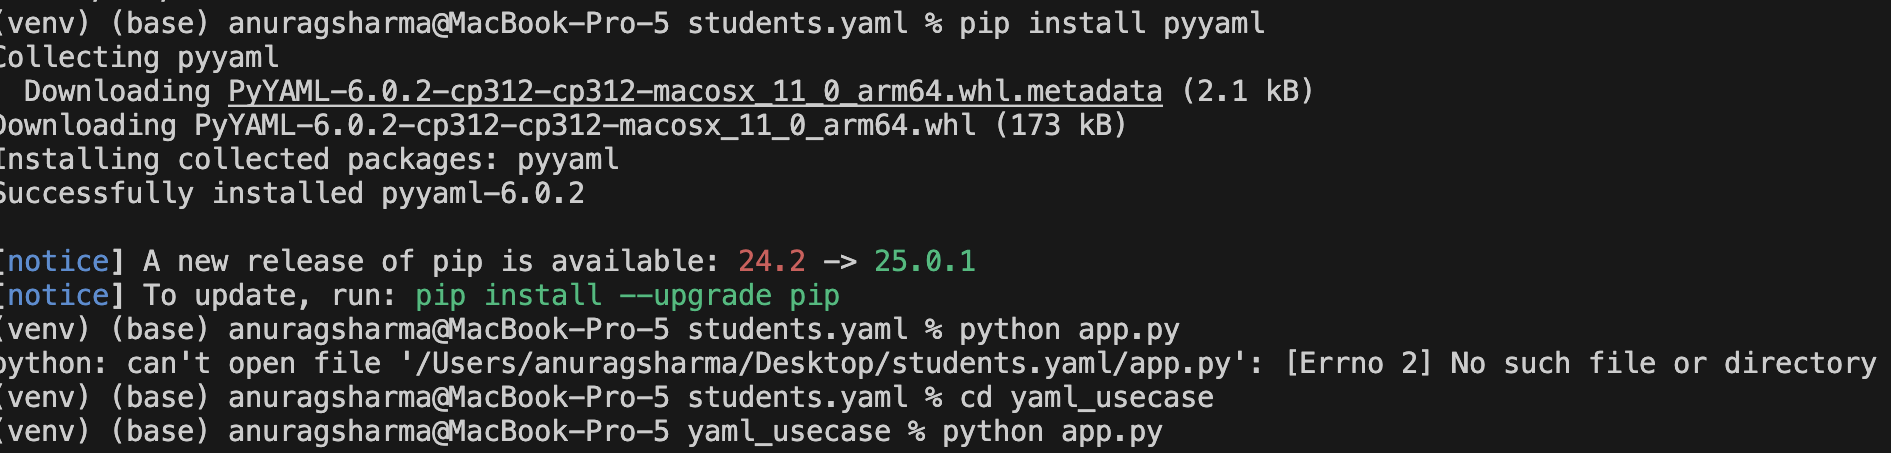 (venv) (base) anuragsharma@MacBook-Pro-5 students.yaml % pip install pyyaml
Collecting pyyaml
  Downloading PyYAML-6.0.2-cp312-cp312-macosx_11_0_arm64.whl.metadata (2.1 kB)
Downloading PyYAML-6.0.2-cp312-cp312-macosx_11_0_arm64.whl (173 kB)
Installing collected packages: pyyaml
Successfully installed pyyaml-6.0.2

[notice] A new release of pip is available: 24.2 -> 25.0.1
[notice] To update, run: pip install --upgrade pip
(venv) (base) anuragsharma@MacBook-Pro-5 students.yaml % python app.py
python: can't open file '/Users/anuragsharma/Desktop/students.yaml/app.py': [Errno 2] No such file or directory
(venv) (base) anuragsharma@MacBook-Pro-5 students.yaml % cd yaml_usecase
(venv) (base) anuragsharma@MacBook-Pro-5 yaml_usecase % python app.py